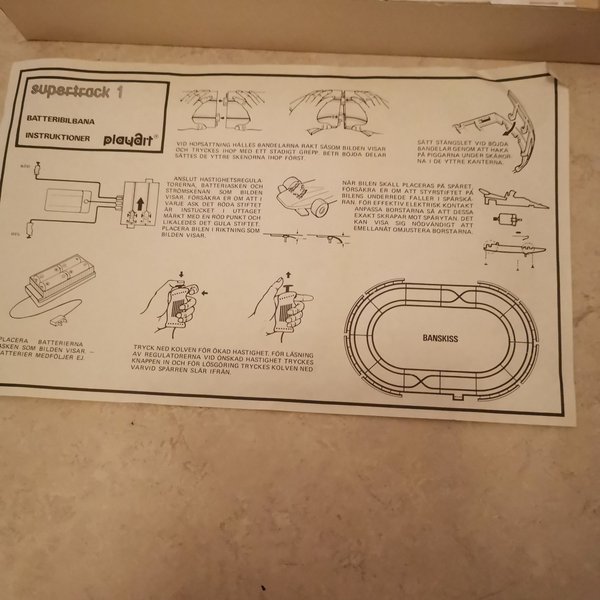 supertrack 1
BATTERIBILBANA
INSTRUKTIONER playart®
VID HOPSÄTTNING HÅLLES BANDELARNA RAKT SÅSOM BILDEN VISAR
OCH TRYCKES IHOP MED ETT STADIGT GREPP. BETR BÖJDA DELAR
SÄTTES DE YTTRE SKENORNA IHOP FÖRST.
SÄTT STÄNGSLET VID BÖJDA
BANDELAR GENOM ATT HAKA
PÅ PIGGARNA UNDER SKÅROR-
NA I DE YTTRE KANTERNA.
RÖD
GUL
ANSLUT HASTIGHETSREGULA-
TORERNA, BATTERIASKEN OCH
STRÖMSKENAN SOM BILDEN
VISAR. FÖRSÄKRA ER OM ATT I
VARJE ASK DET RÖDA STIFTET
ÄR INSTUCKET I UTTAGET
MÄRKT MED EN RÖD PUNKT OCH
LIKALEDES DET GULA STIFTET.
PLACERA BILEN I RIKTNING SOM
BILDEN VISAR.
NÄR BILEN SKALL PLACERAS PÅ SPÅRET,
FÖRSÄKRA ER OM ATT STYRSTIFTET PÅ
BILENS UNDERREDE FALLER I SPÅRSKÅ-
RAN. FÖR EFFEKTIV ELEKTRISK KONTAKT
ANPASSA BORSTARNA SÅ ATT DESSA
EXAKT SKRAPAR MOT SPÅRYTAN. DET
KAN VISA SIG NÖDVÄNDIGT ATT
EMELLANÅT OMJUSTERA BORSTARNA.
PLACERA BATTERIERNA
ASKEN SOM BILDEN VISAR. –
BATTERIER MEDFÖLJER EJ.
TRYCK NED KOLVEN FÖR ÖKAD HASTIGHET. FÖR LÅSNING
AV REGULATORERNA VID ÖNSKAD HASTIGHET TRYCKES
KNAPPEN IN OCH FÖR LÖSGÖRING TRYCKES KOLVEN NED
VARVID SPÄRREN SLÅR IFRÅN.
BANSKISS